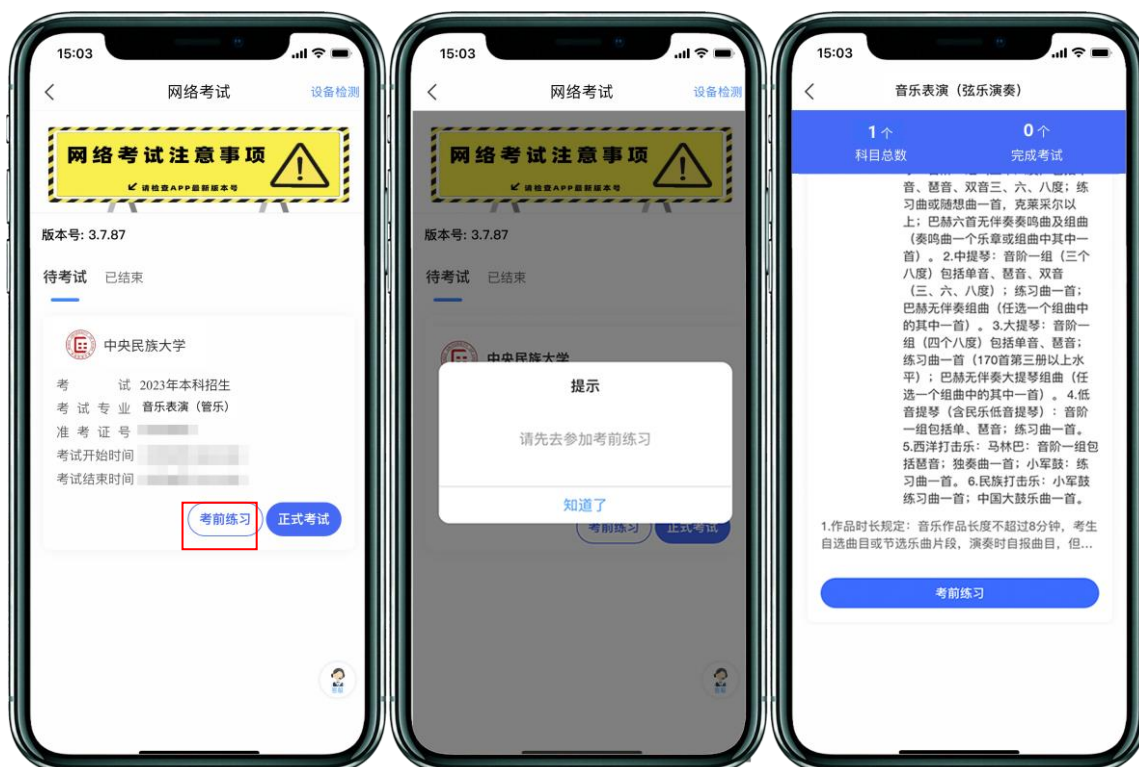 15:03
网络考试
设备检测
网络考试注意事项
请检查APP最新版本号
版本号: 3.7.87
待考试 已结束
中央民族大学
考 试 2023年本科招生
考试专业 音乐表演（管乐）
准考证号
考试开始时间
考试结束时间
考前练习 正式考试
客服
15:03
网络考试
设备检测
网络考试注意事项
请检查APP最新版本号
版本号: 3.7.87
待考试 已结束
中央民族大学
提示
请先去参加考前练习
知道了
考前练习 正式考试
客服
15:03
音乐表演（弦乐演奏）
1个 0个
科目总数 完成考试
音、琶音、双音三、六、八度；练
习曲或随想曲一首，克莱采尔以
上；巴赫六首无伴奏奏鸣曲及组曲
（奏鸣曲一个乐章或组曲中其中一
首）。 2.中提琴：音阶一组（三个
八度）包括单音、琶音、双音
（三、六、八度）；练习曲一首；
巴赫无伴奏组曲（任选一个组曲中
的其中一首）。 3.大提琴：音阶一
组（四个八度）包括单音、琶音；
练习曲一首（170首第三册以上水
平）；巴赫无伴奏大提琴组曲（任
选一个组曲中的其中一首）。 4.低
音提琴（含民乐低音提琴）：音阶
一组包括单、琶音；练习曲一首。
5.西洋打击乐：马林巴：音阶一组包
括琶音；独奏曲一首；小军鼓：练
习曲一首。 6.民族打击乐：小军鼓
练习曲一首；中国大鼓乐曲一首。
1.作品时长规定：音乐作品长度不超过8分钟，考生
自选曲目或节选乐曲片段，演奏时自报曲目，但...
考前练习